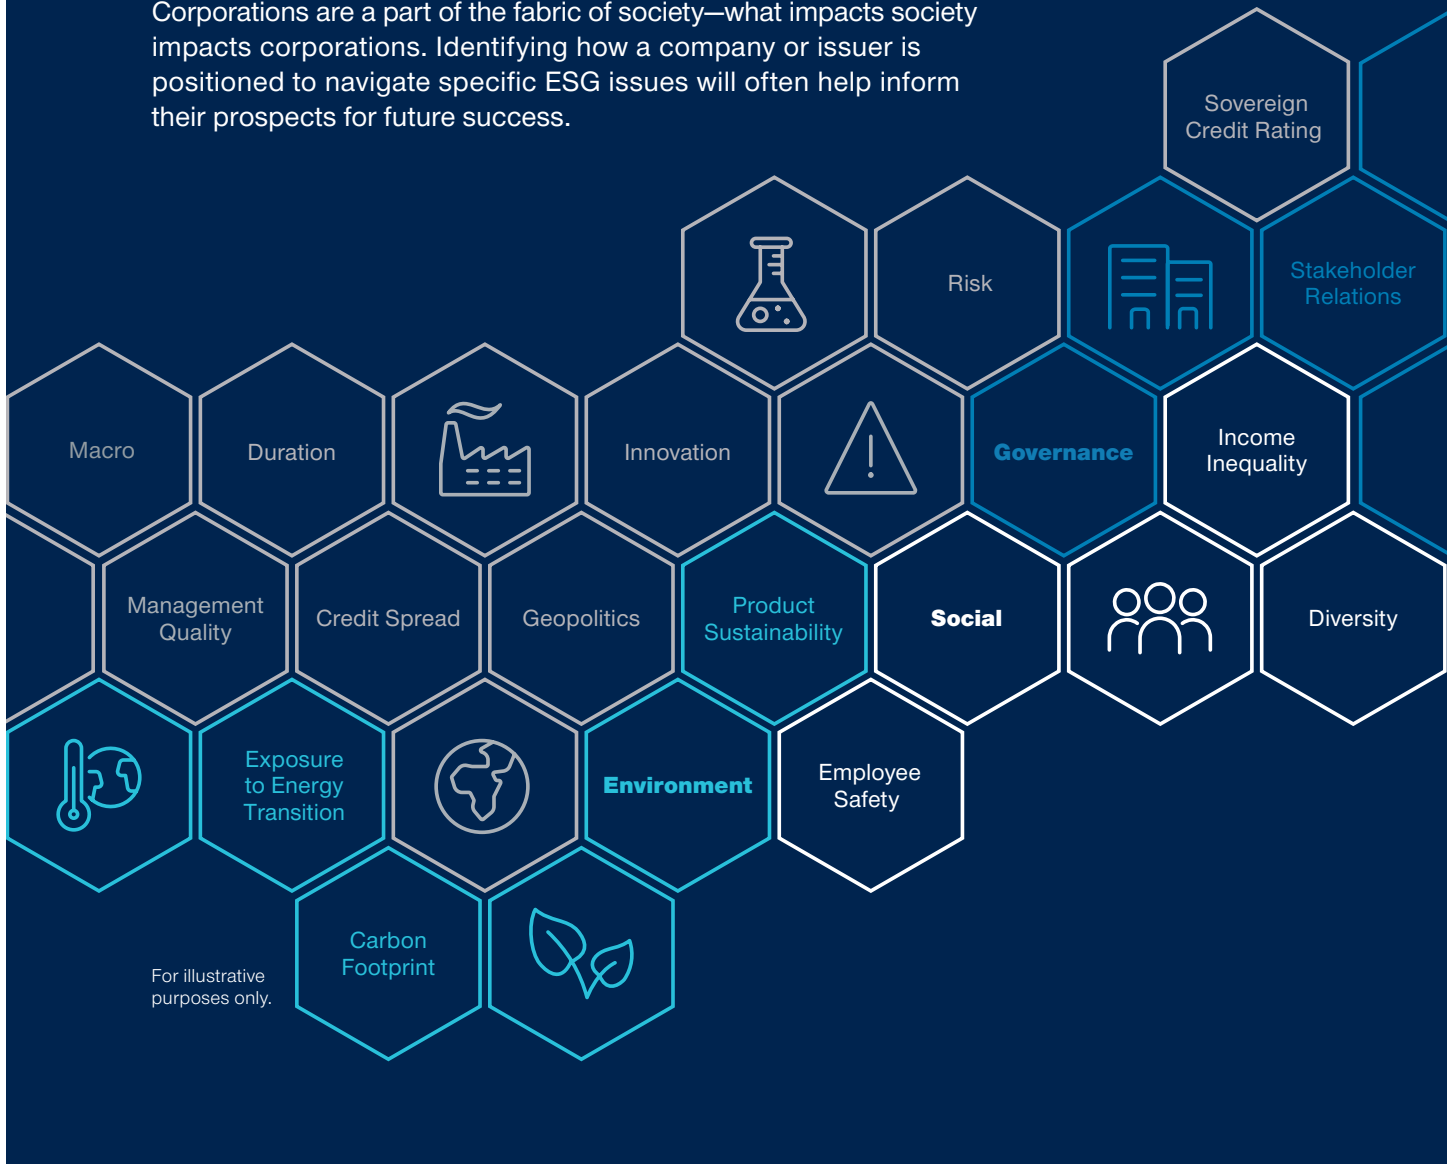 Corporations are a part of the fabric of society—what impacts society
impacts corporations. Identifying how a company or issuer is
positioned to navigate specific ESG issues will often help inform
their prospects for future success.
Sovereign
Credit Rating
Risk
Stakeholder
Relations
Macro
Duration
Innovation
Governance
Income
Inequality
Management
Quality
Credit Spread
Geopolitics
Product
Sustainability
Social
Diversity
Exposure
to Energy
Transition
Environment
Employee
Safety
Carbon
Footprint
For illustrative
purposes only.